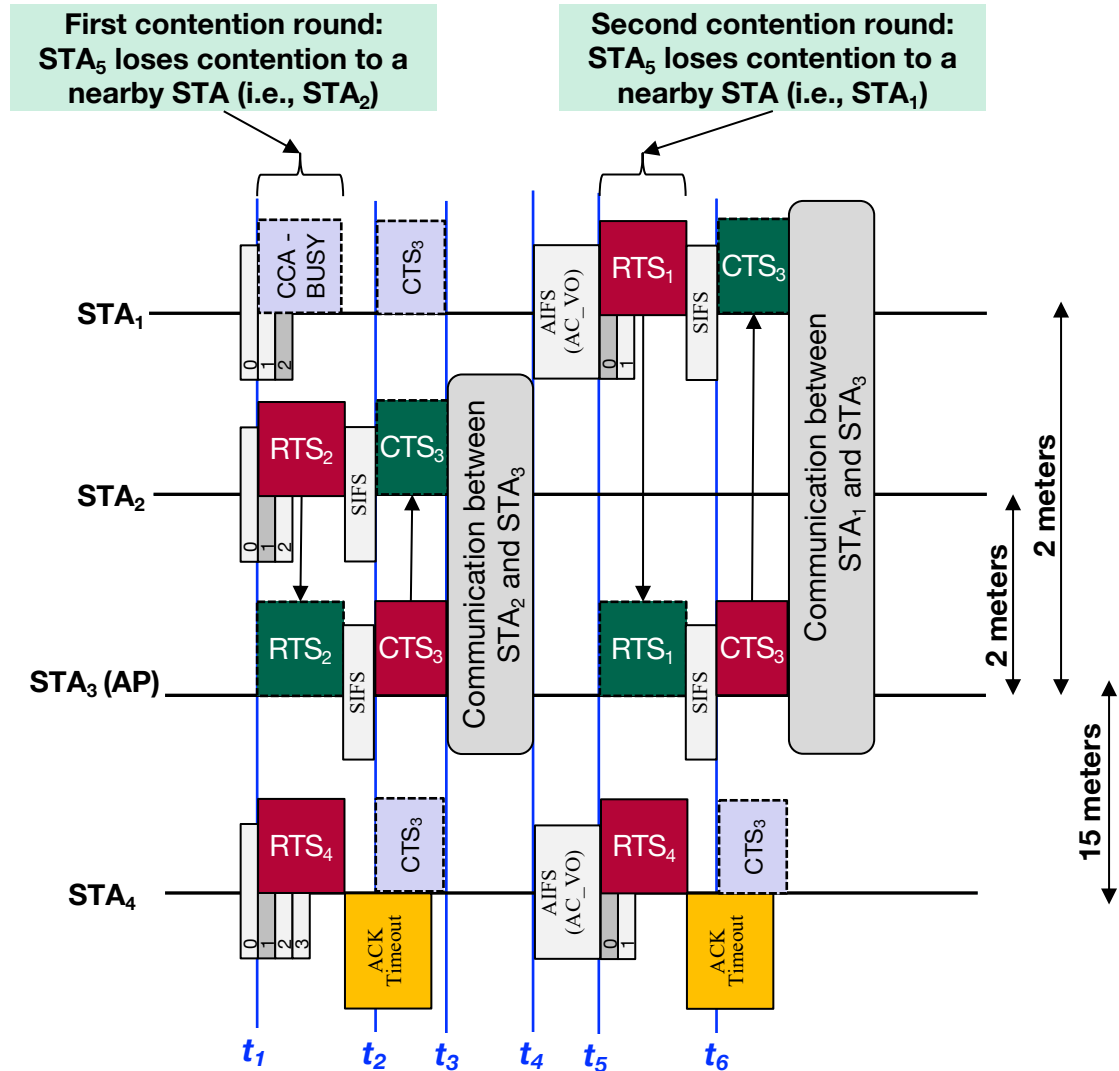 First contention round:
STA5 loses contention to a
nearby STA (i.e., STA2)
Second contention round:
STA5 loses contention to a
nearby STA (i.e., STA1)
STA1
CCA -
BUSY
0
1
2
CTS3
AIFS
(AC_VO)
RTS1
0
1
SIFS
CTS3
STA2
RTS2
0
1
2
SIFS
CTS3
Communication between
STA2 and STA3
Communication between
STA1 and STA3
2 meters
2 meters
STA3 (AP)
RTS2
SIFS
CTS3
RTS1
SIFS
CTS3
15 meters
STA4
RTS4
0
1
2
3
ACK
Timeout
CTS3
AIFS
(AC_VO)
RTS4
0
1
ACK
Timeout
CTS3
t1
t2
t3
t4
t5
t6